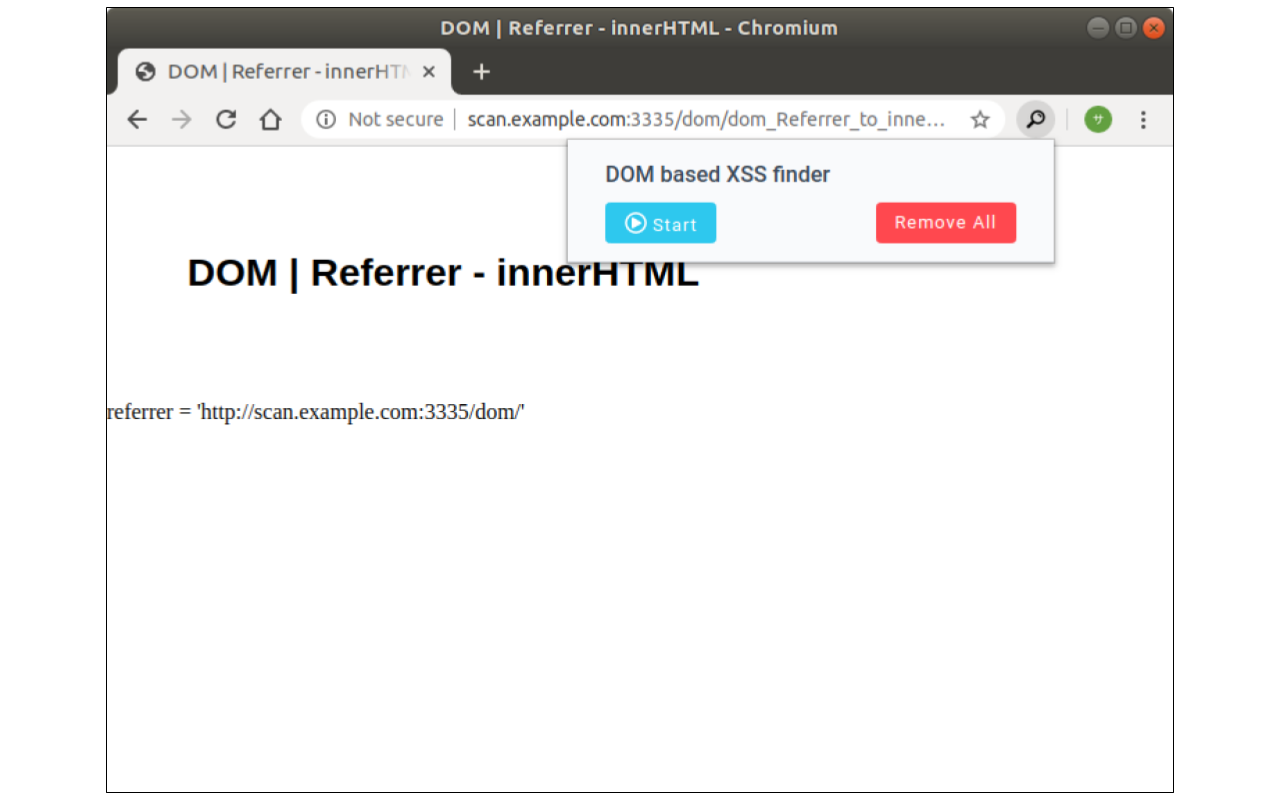 DOM | Referrer - innerHTML - Chromium
DOM | Referrer - innerHTM
Not secure | scan.example.com:3335/dom/dom_Referrer_to_inne...
サ
DOM based XSS finder
Start
Remove All
DOM | Referrer - innerHTML
referrer = 'http://scan.example.com:3335/dom/'